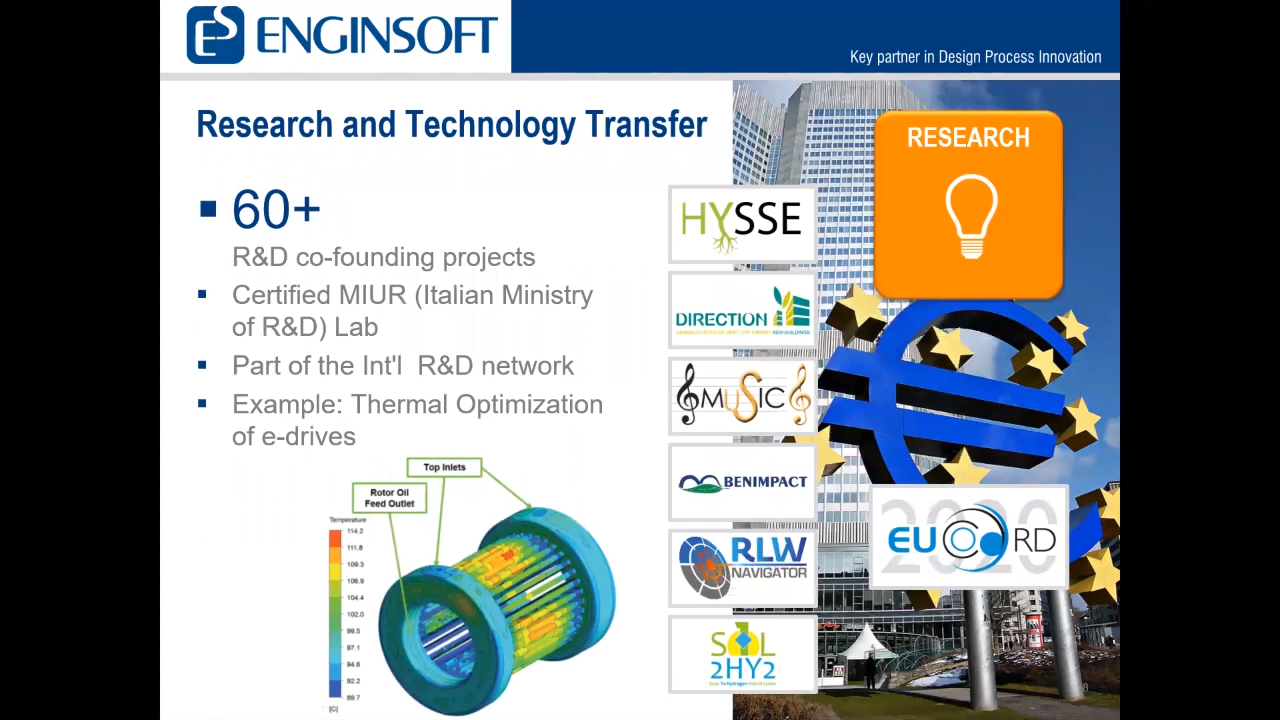 ENGINSOFT
Key partner in Design Process Innovation
Research and Technology Transfer
60+
R&D co-founding projects
Certified MIUR (Italian Ministry
of R&D) Lab
Part of the Int'l R&D network
Example: Thermal Optimization
of e-drives
Top Inlets
Rotor Oil
Feed Outlet
Temperature
114.2
111.8
109.3
106.9
104.4
102.0
99.5
97.1
94.6
92.2
89.7
[C]
HYSSE
DIRECTION
MUSIC
BENIMPACT
RLW
NAVIGATOR
SOL
2HY2
RESEARCH
2020
EUCORD
8